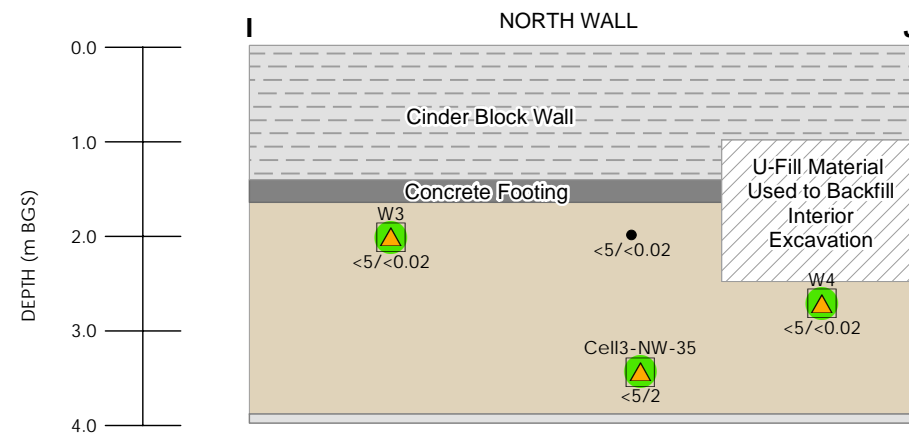 NORTH WALL
I
J
0.0
1.0
2.0
3.0
4.0
DEPTH (m BGS)
Cinder Block Wall
Concrete Footing
U-Fill Material
Used to Backfill
Interior
Excavation
W3
<5/<0.02
<5/<0.02
W4
<5/<0.02
Cell3-NW-35
<5/2